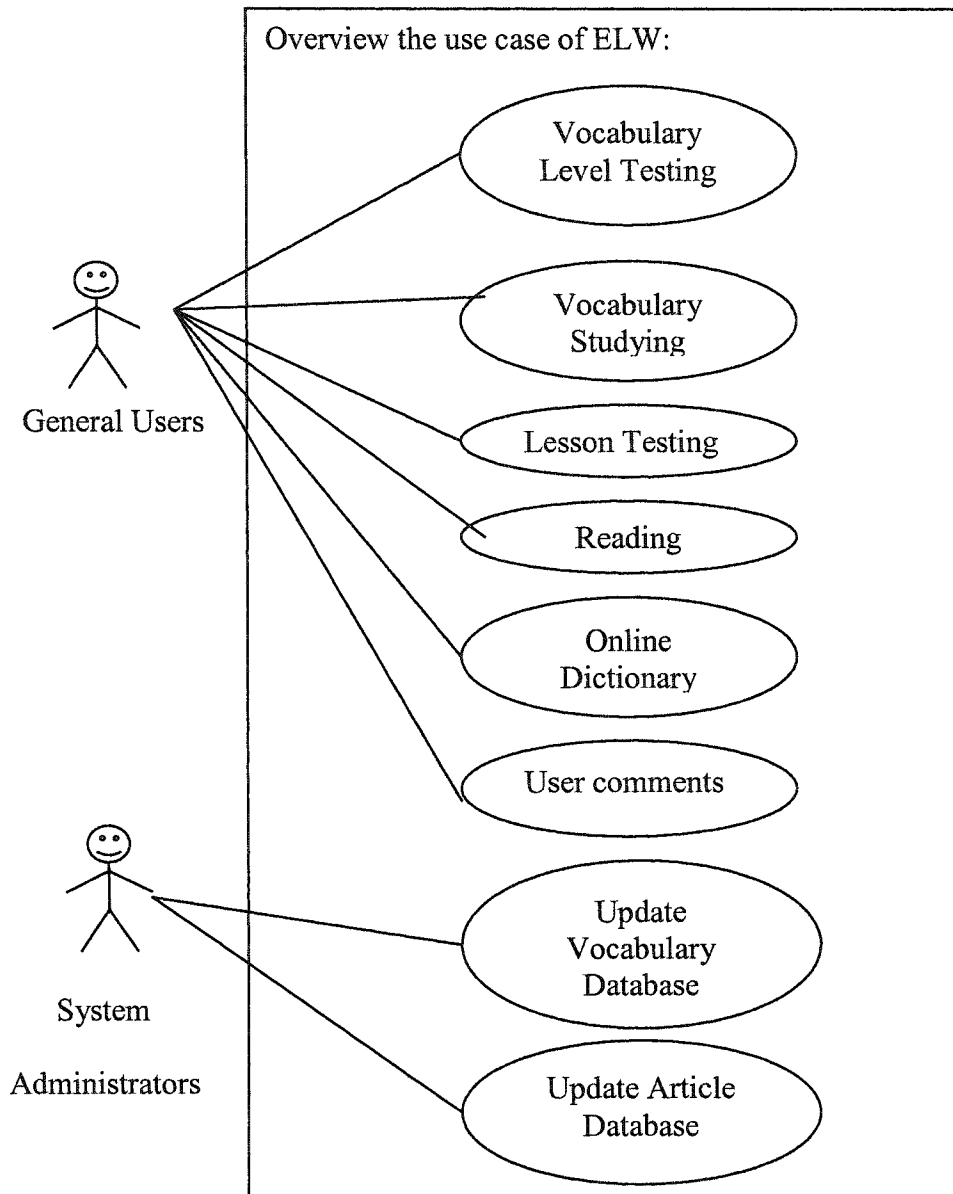 Overview the use case of ELW:
Vocabulary
Level Testing
Vocabulary
Studying
General Users
Lesson Testing
Reading
Online
Dictionary
User comments
Update
Vocabulary
Database
System
Administrators
Update Article
Database